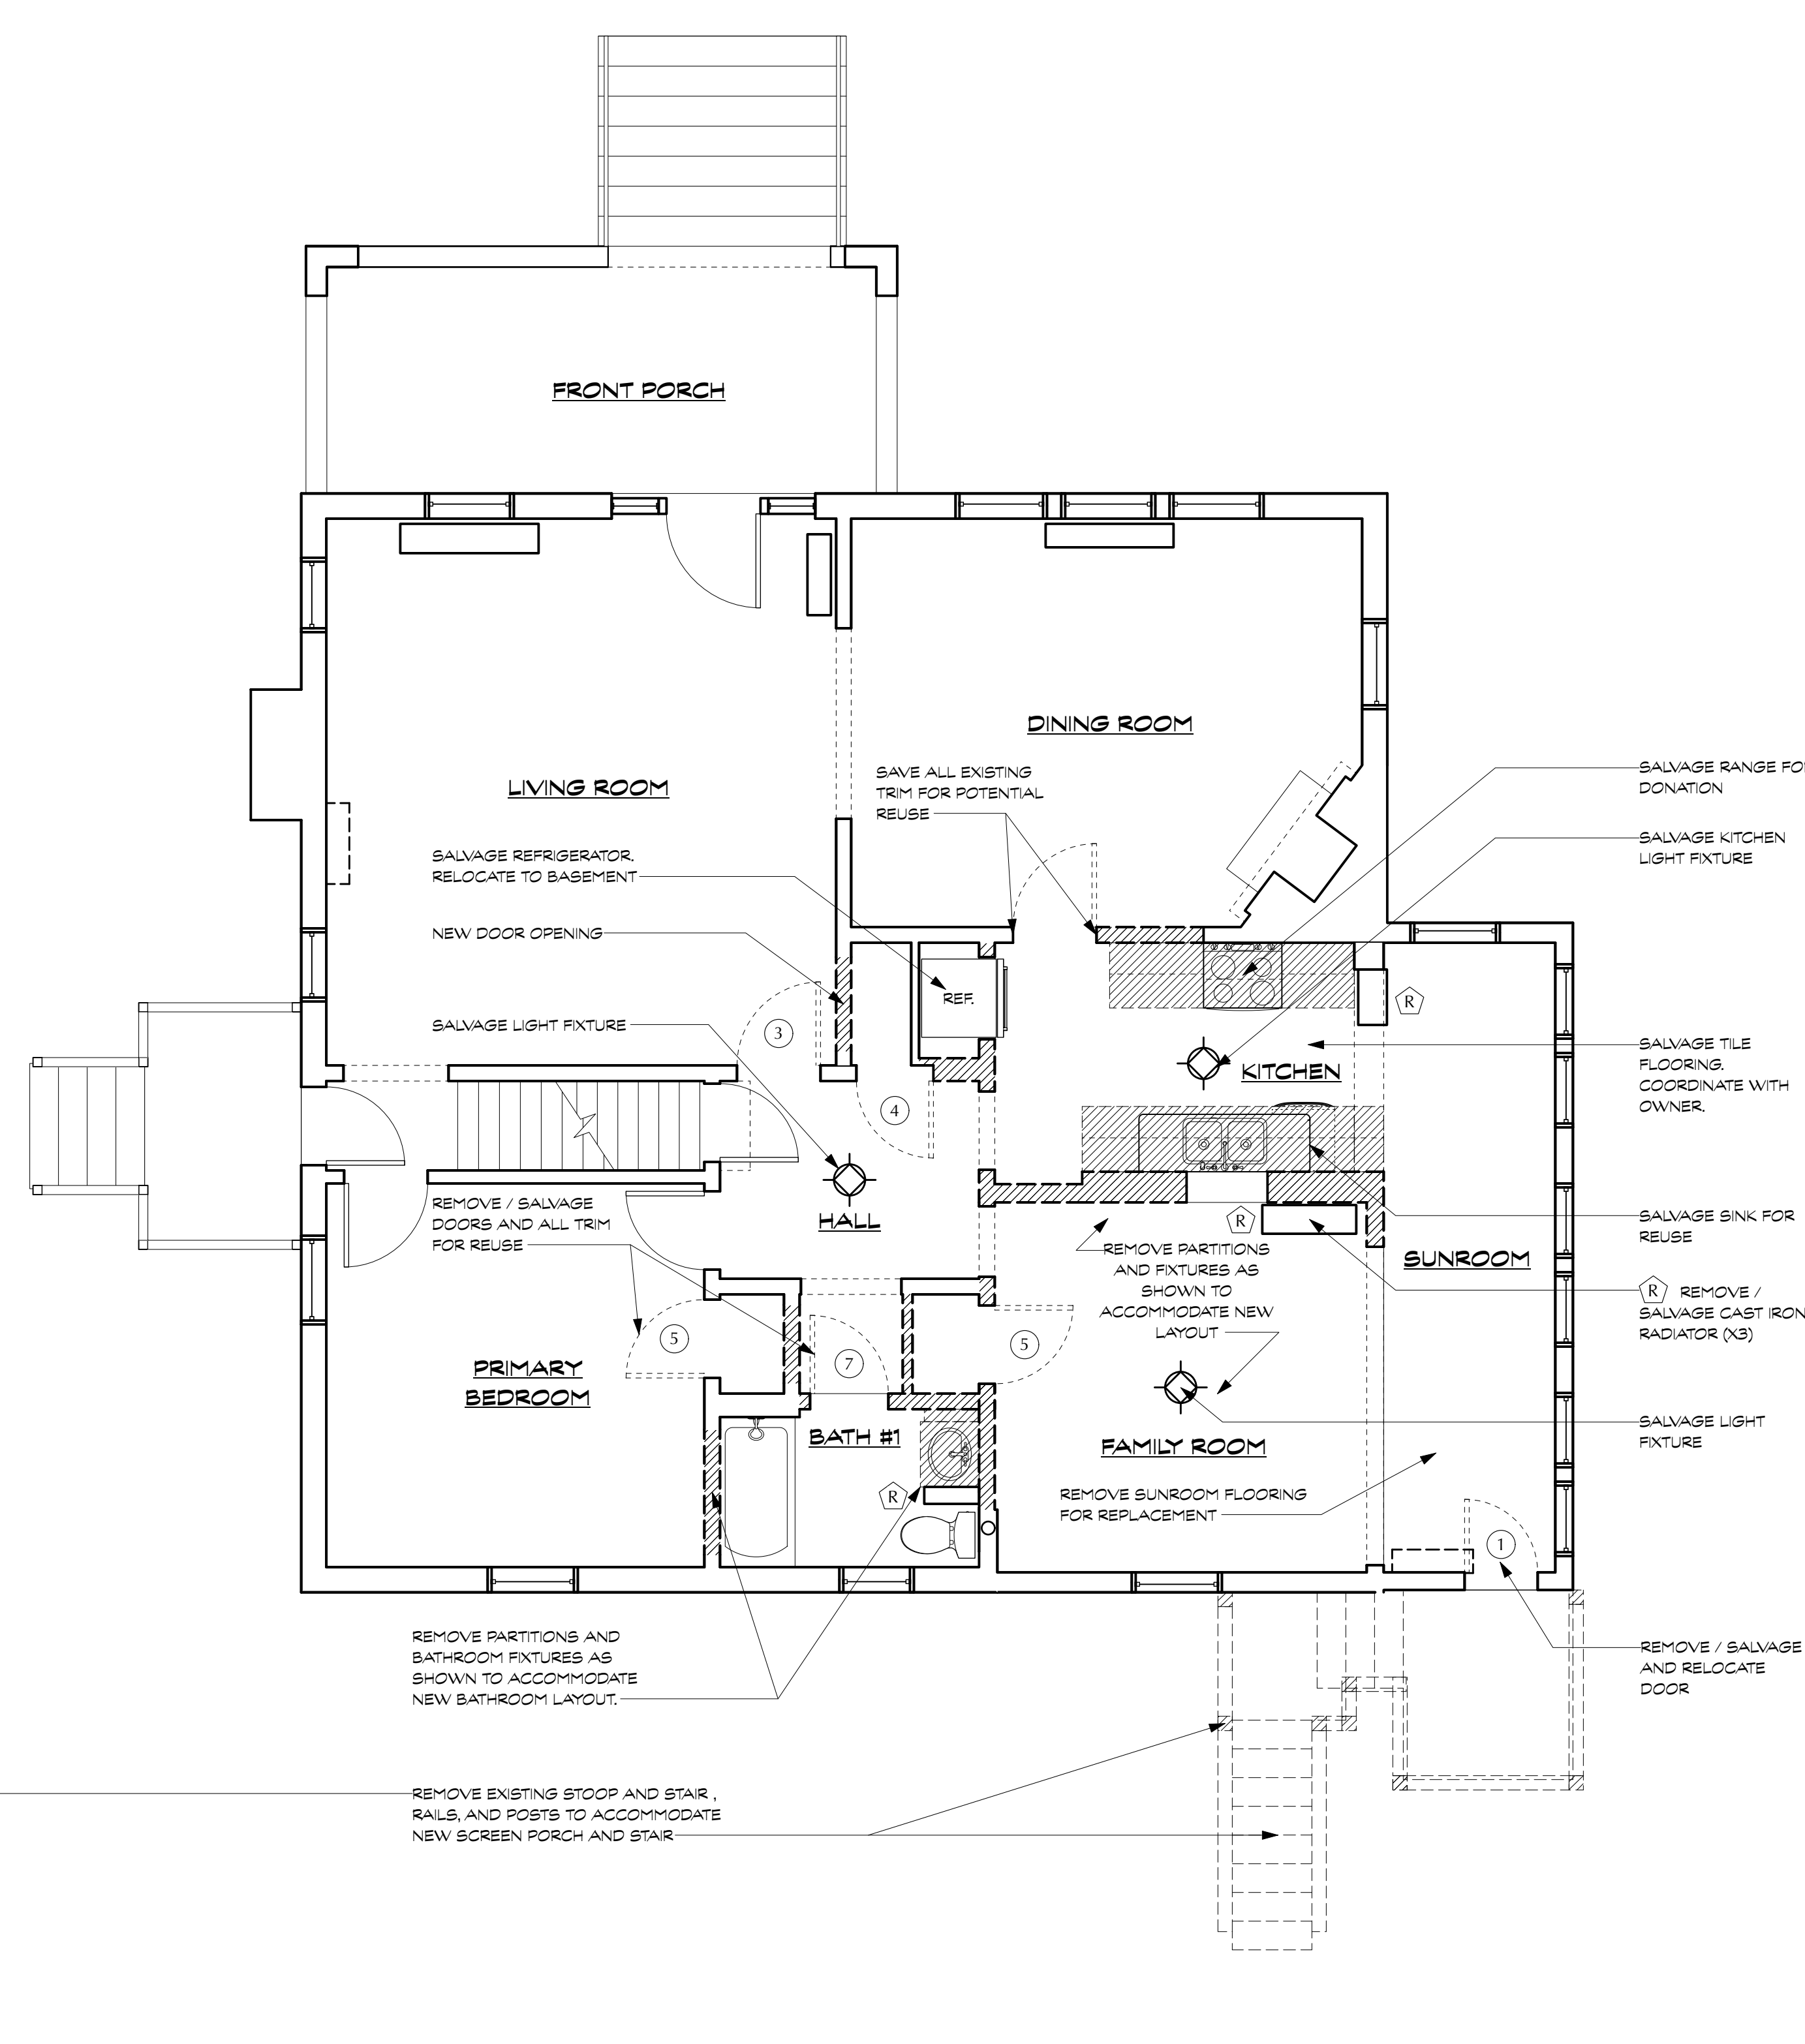 FRONT PORCH
DINING ROOM
LIVING ROOM
SAVE ALL EXISTING
TRIM FOR POTENTIAL
REUSE
SALVAGE RANGE FO
DONATION
SALVAGE KITCHEN
LIGHT FIXTURE
SALVAGE REFRIGERATOR.
RELOCATE TO BASEMENT
NEW DOOR OPENING
REF.
R
SALVAGE LIGHT FIXTURE
3
KITCHEN
SALVAGE TILE
FLOORING.
COORDINATE WITH
OWNER.
4
REMOVE / SALVAGE
DOORS AND ALL TRIM
FOR REUSE
HALL
R
SALVAGE SINK FOR
REUSE
REMOVE PARTITIONS
AND FIXTURES AS
SHOWN TO
ACCOMMODATE NEW
LAYOUT
SUNROOM
R REMOVE /
SALVAGE CAST IRON
RADIATOR (X3)
5
7
5
PRIMARY
BEDROOM
BATH #1
FAMILY ROOM
SALVAGE LIGHT
FIXTURE
R
REMOVE SUNROOM FLOORING
FOR REPLACEMENT
1
REMOVE PARTITIONS AND
BATHROOM FIXTURES AS
SHOWN TO ACCOMMODATE
NEW BATHROOM LAYOUT.
REMOVE / SALVAGE
AND RELOCATE
DOOR
REMOVE EXISTING STOOP AND STAIR ,
RAILS, AND POSTS TO ACCOMMODATE
NEW SCREEN PORCH AND STAIR